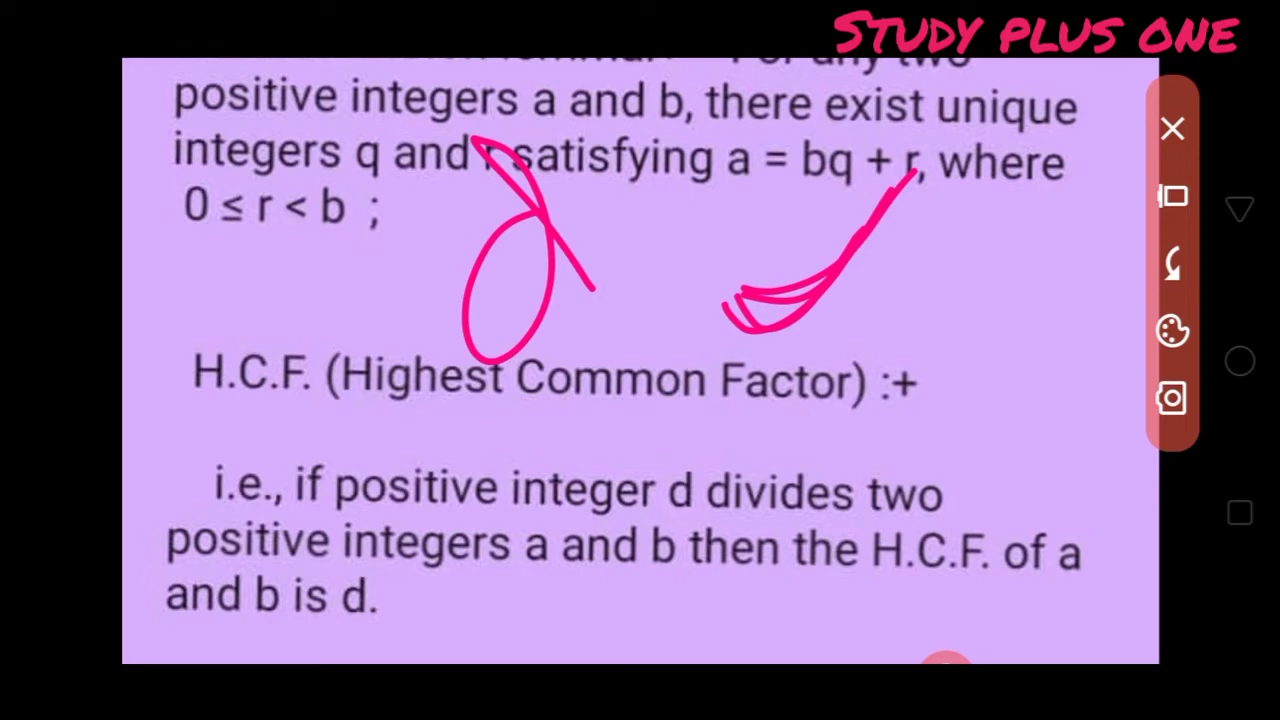 STUDY PLUS ONE
positive integers a and b, there exist unique
integers q and r satisfying a = bq + r, where
0 ≤ r < b ;
H.C.F. (Highest Common Factor) :+
i.e., if positive integer d divides two
positive integers a and b then the H.C.F. of a
and b is d.